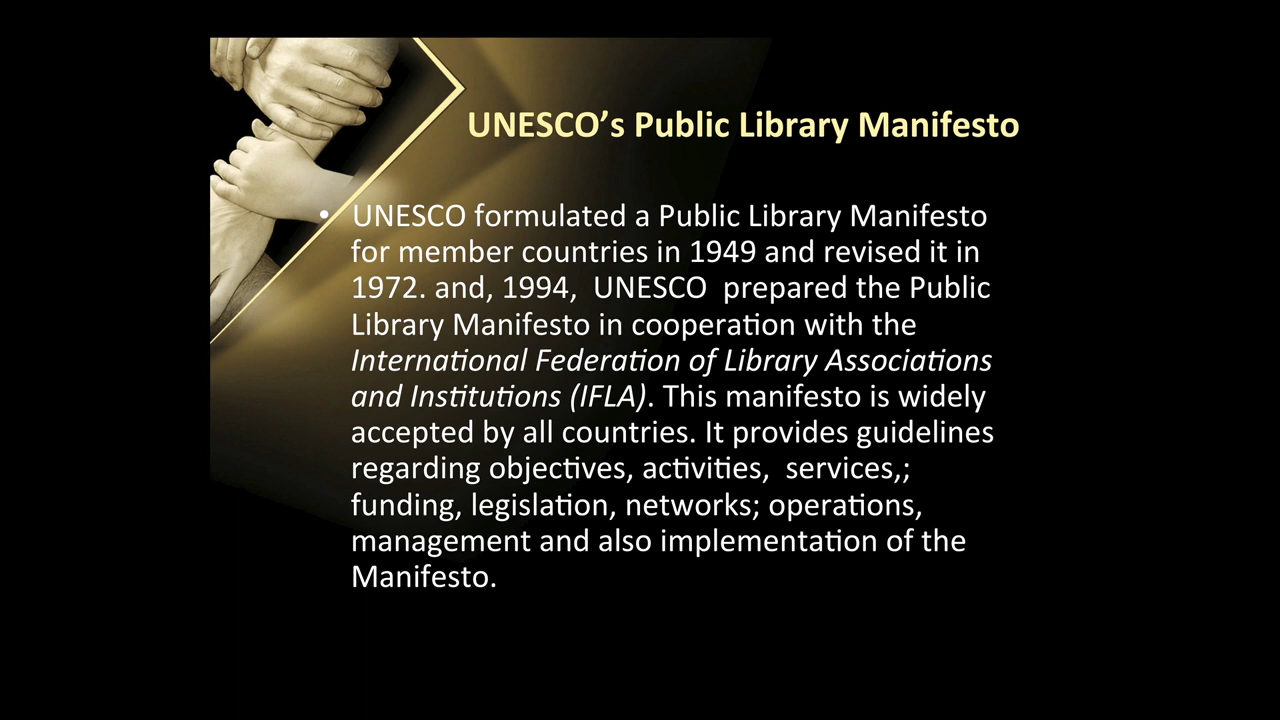 UNESCO’s Public Library Manifesto
• UNESCO formulated a Public Library Manifesto
for member countries in 1949 and revised it in
1972. and, 1994,  UNESCO  prepared the Public
Library Manifesto in cooperation with the
International Federation of Library Associations
and Institutions (IFLA). This manifesto is widely
accepted by all countries. It provides guidelines
regarding objectives, activities,  services,;
funding, legislation, networks; operations,
management and also implementation of the
Manifesto.